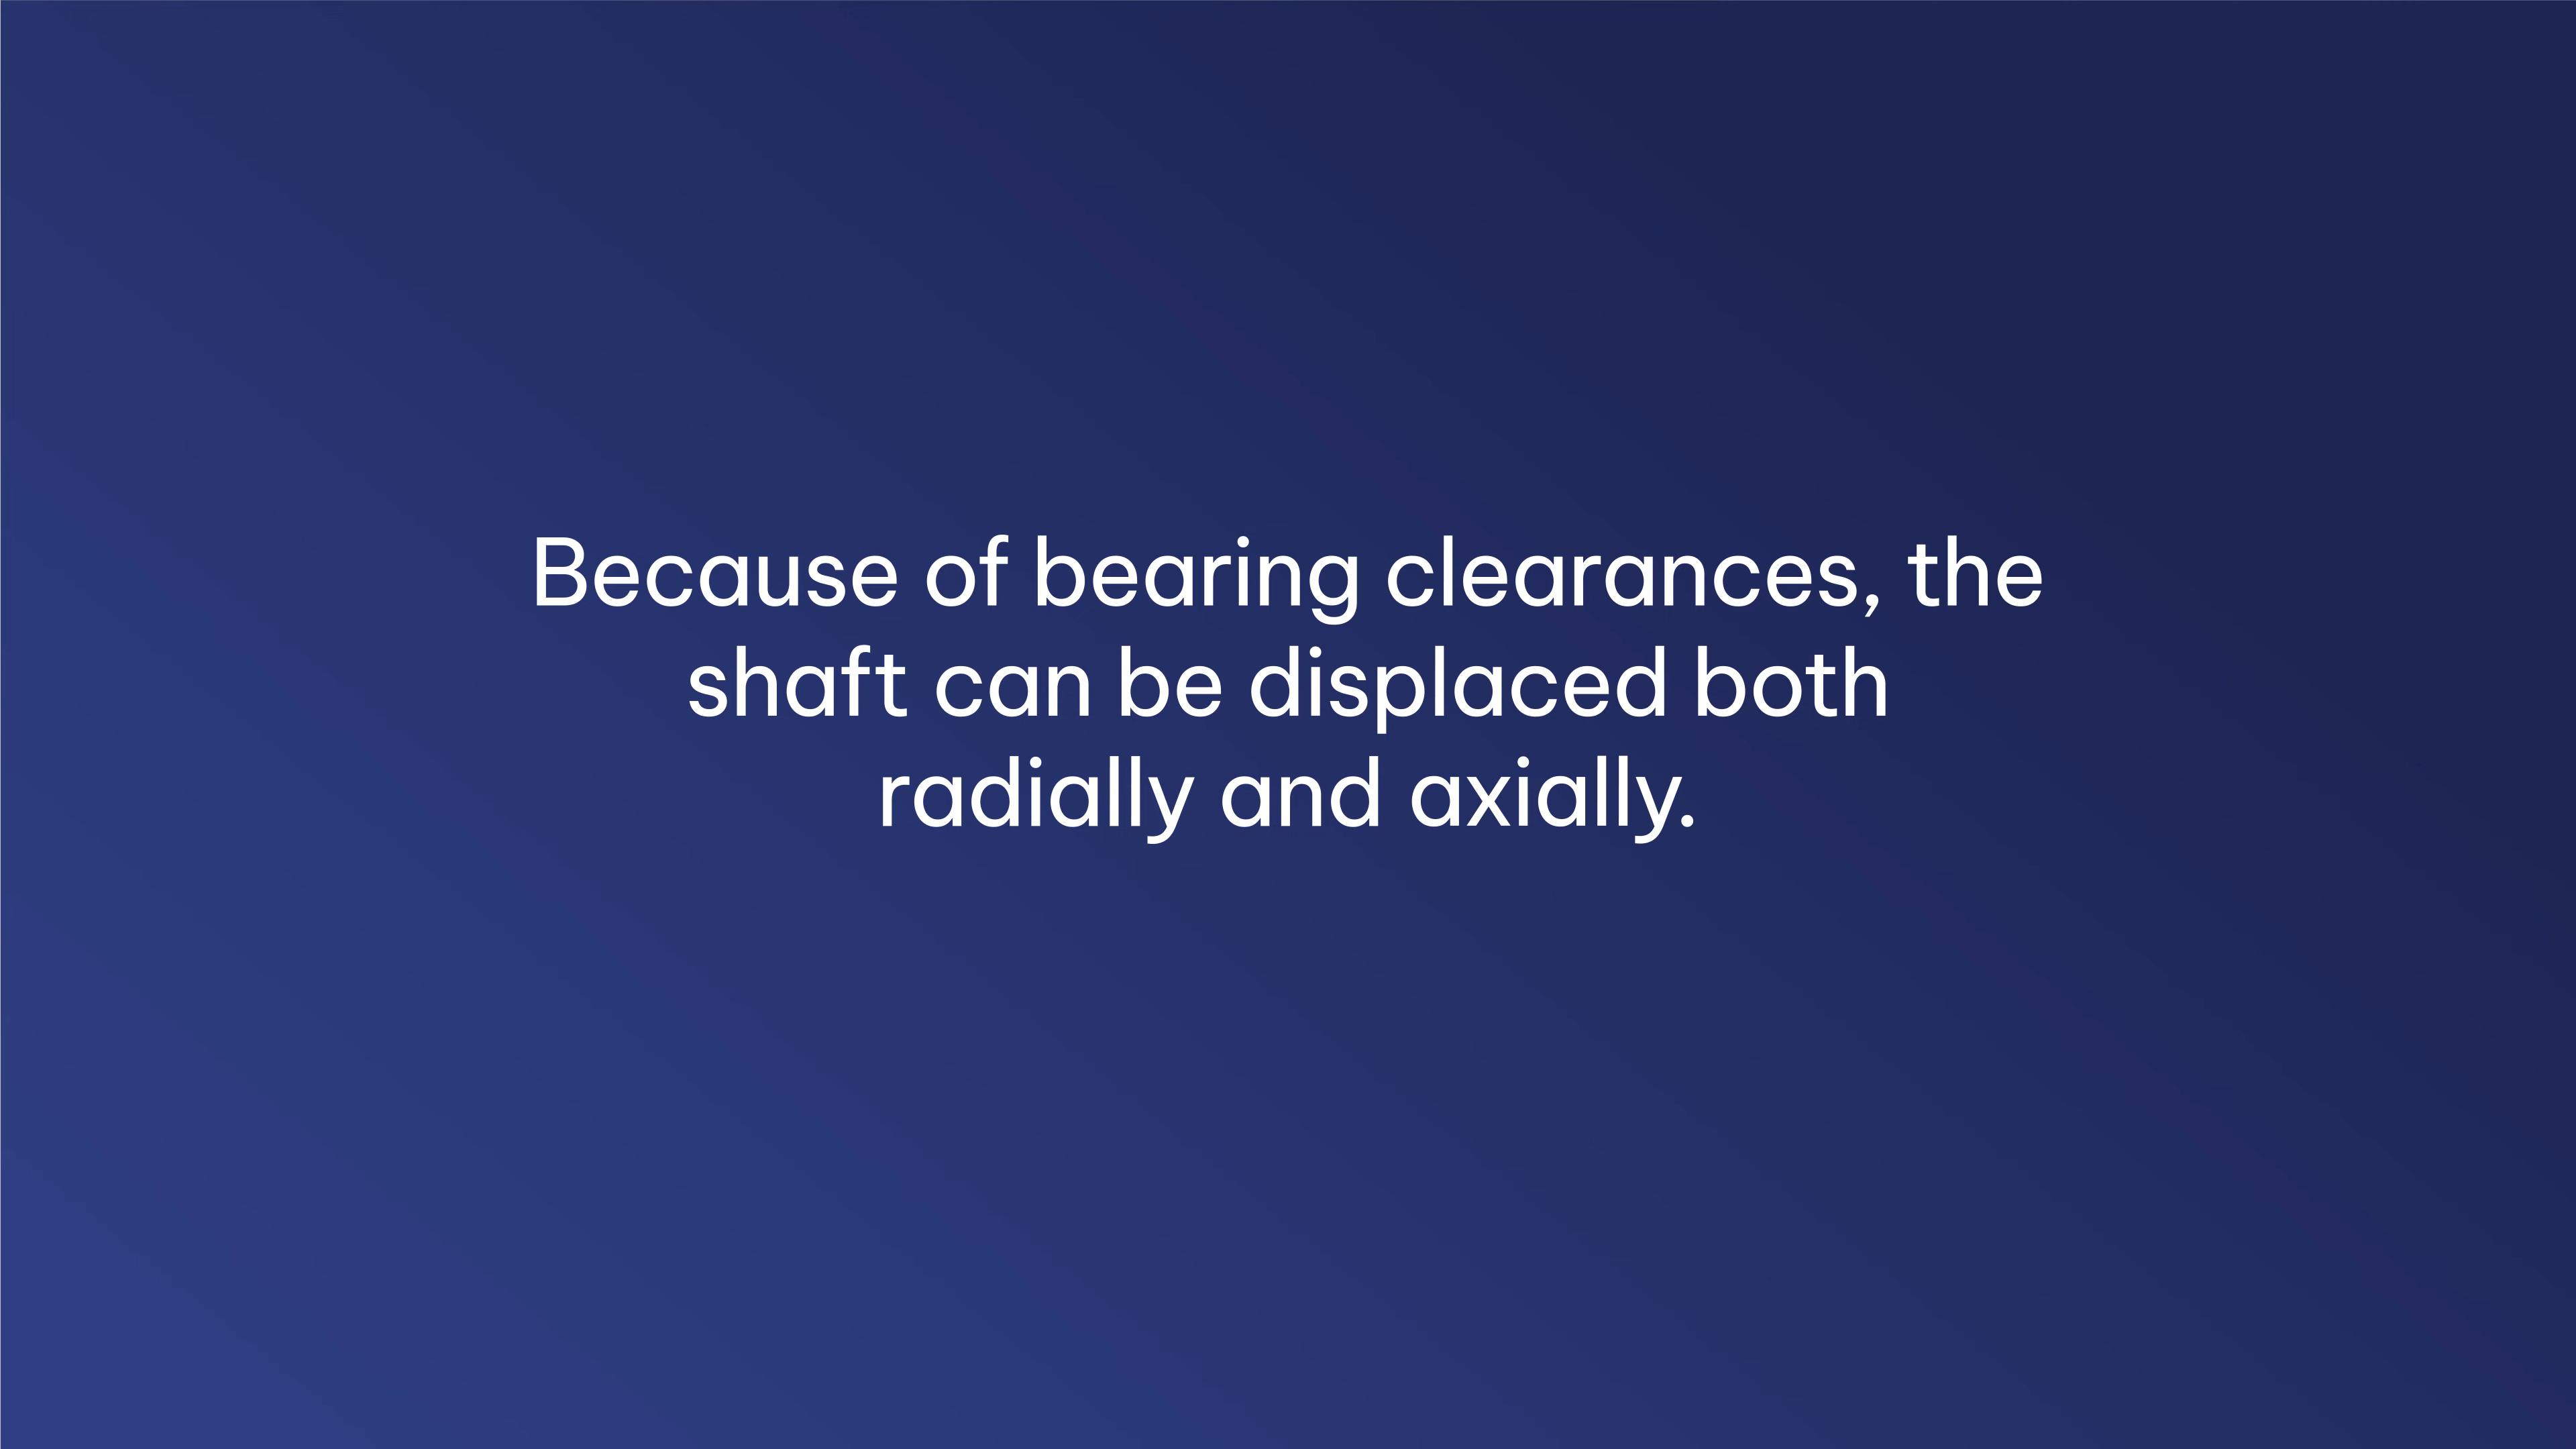 Because of bearing clearances, the
shaft can be displaced both
radially and axially.